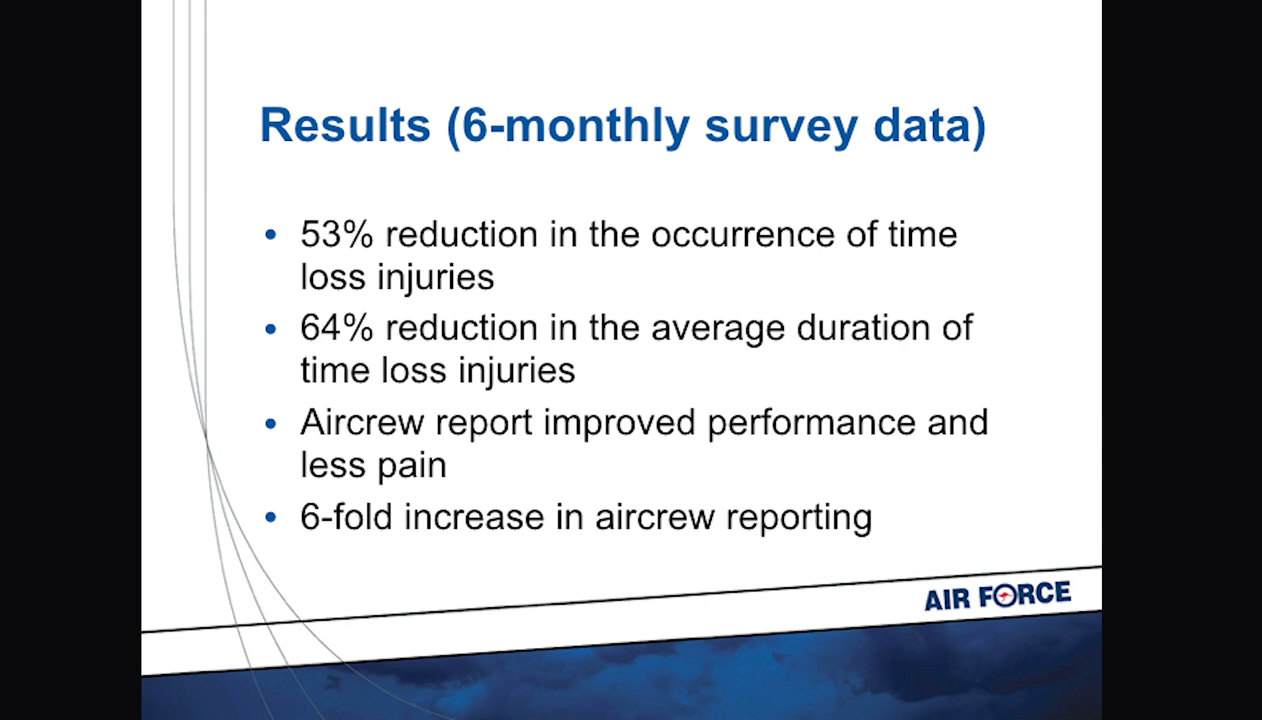 Results (6-monthly survey data)
• 53% reduction in the occurrence of time
loss injuries
• 64% reduction in the average duration of
time loss injuries
• Aircrew report improved performance and
less pain
• 6-fold increase in aircrew reporting
AIR FORCE